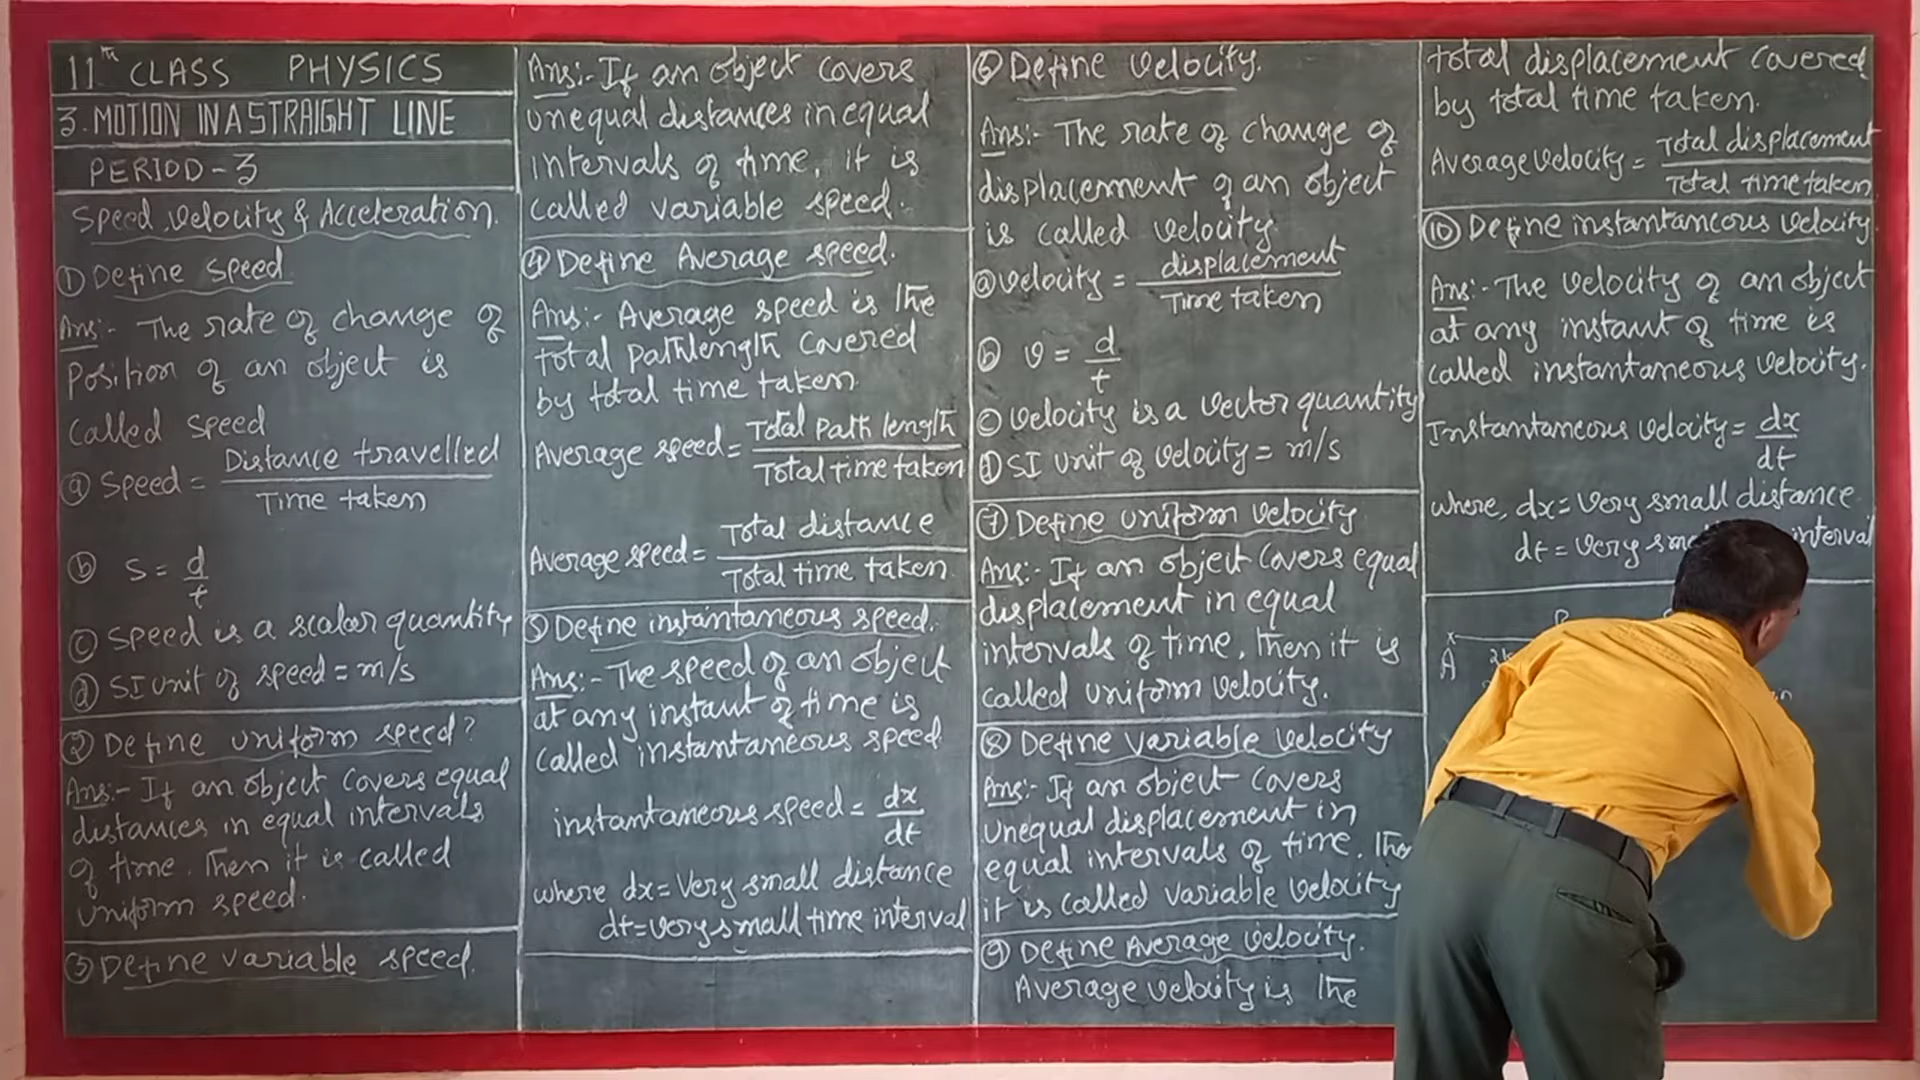 11th CLASS PHYSICS
3. MOTION IN A STRAIGHT LINE
PERIOD-3
Speed, Velocity & Acceleration.
① Define Speed
Ans:- The rate of change of
Position of an object is
Called Speed
ⓐ Speed = Distance travelled / Time taken
ⓑ S = d/t
ⓒ Speed is a scalar quantity
ⓓ SI unit of speed = m/s
② Define uniform speed?
Ans:- If an object covers equal
distances in equal intervals
of time. Then it is called
uniform speed.
③ Define variable speed.
Ans:- If an object covers
unequal distances in equal
intervals of time, it is
called variable speed.
④ Define Average speed.
Ans:- Average speed is the
total pathlength covered
by total time taken.
Average speed = Total Path length / Total time taken
Average speed = Total distance / Total time taken
⑤ Define instantaneous speed.
Ans:- The speed of an object
at any instant of time is
called instantaneous speed.
instantaneous speed = dx/dt
where dx = very small distance
dt = very small time interval
⑥ Define velocity.
Ans:- The rate of change of
displacement of an object
is called velocity.
ⓐ velocity = displacement / Time taken
ⓑ v = d/t
ⓒ velocity is a vector quantity
ⓓ SI unit of velocity = m/s
⑦ Define uniform velocity
Ans:- If an object covers equal
displacement in equal
intervals of time, Then it is
called uniform velocity.
⑧ Define variable velocity
Ans:- If an object covers
unequal displacement in
equal intervals of time.
it is called variable velocity
⑨ Define Average velocity.
Average velocity is the
total displacement covered
by total time taken.
Average velocity = Total displacement / Total time taken
⑩ Define instantaneous velocity.
Ans:- The velocity of an object
at any instant of time is
called instantaneous velocity.
Instantaneous velocity = dx/dt
where, dx = very small distance
dt = very interval
A